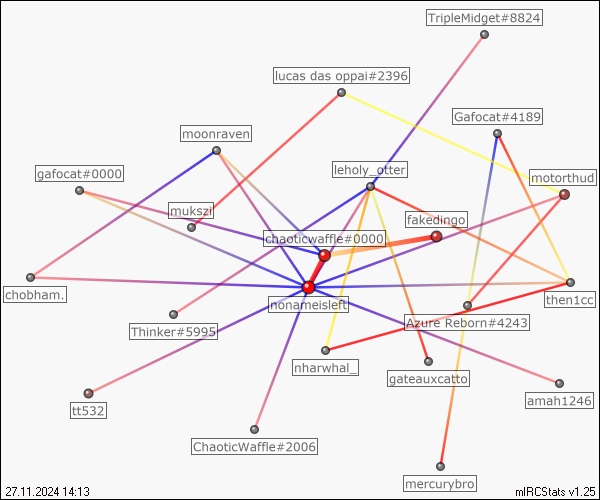 TripleMidget#8824
lucas das oppai#2396
Gafocat#4189
moonraven
leholy_otter
gafocat#0000
motorthud
mukszi
fakedingo
chaoticwaffle#0000
chobham.
nonameisleft
then1cc
Thinker#5995
Azure Reborn#4243
nharwhal_
gateauxcatto
tt532
amah1246
ChaoticWaffle#2006
mercurybro
27.11.2024 14:13
mIRCStats v1.25